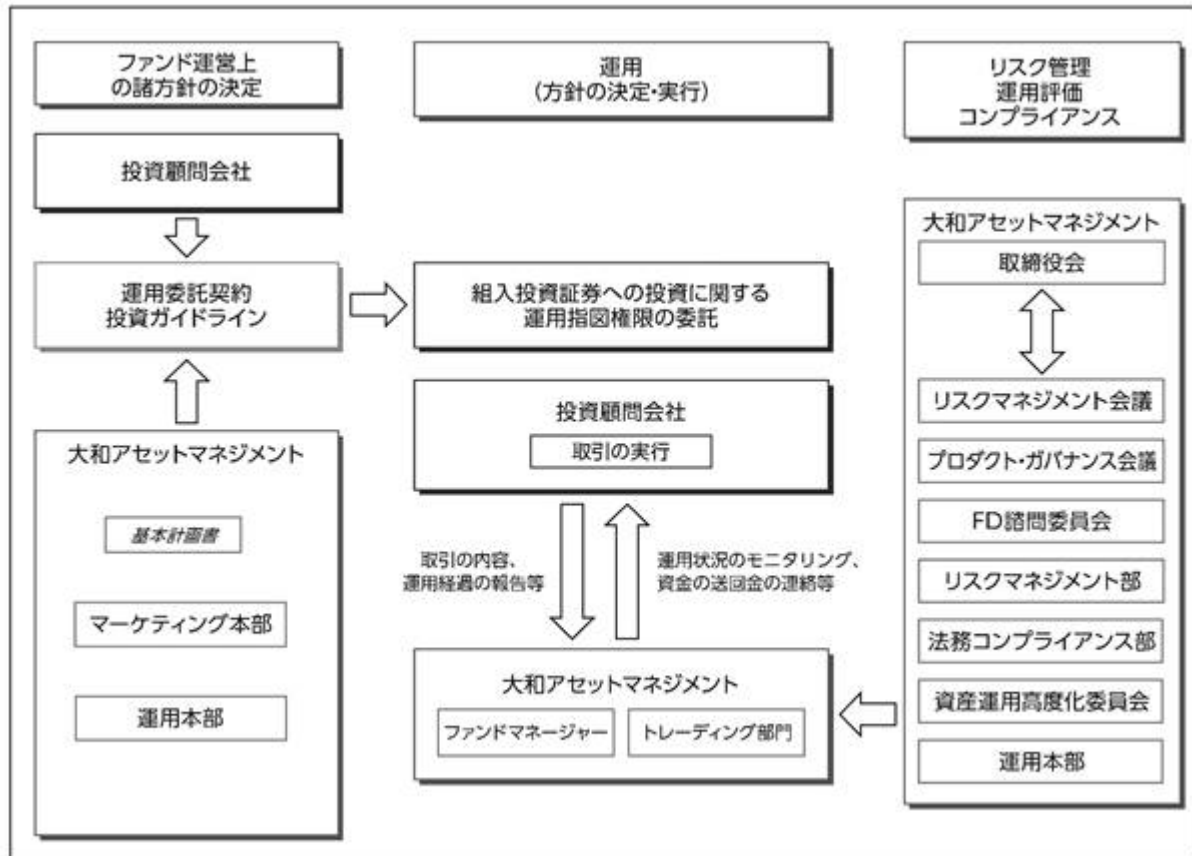 ファンド運営上
の諸方針の決定
投資顧問会社
運用委託契約
投資ガイドライン
大和アセットマネジメント
基本計画書
マーケティング本部
運用本部
運用
(方針の決定・実行)
組入投資証券への投資に関する
運用指図権限の委託
投資顧問会社
取引の実行
取引の内容、
運用経過の報告等
運用状況のモニタリング、
資金の送回金の連絡等
大和アセットマネジメント
ファンドマネージャー
トレーディング部門
リスク管理
運用評価
コンプライアンス
大和アセットマネジメント
取締役会
リスクマネジメント会議
プロダクト・ガバナンス会議
FD諮問委員会
リスクマネジメント部
法務コンプライアンス部
資産運用高度化委員会
運用本部